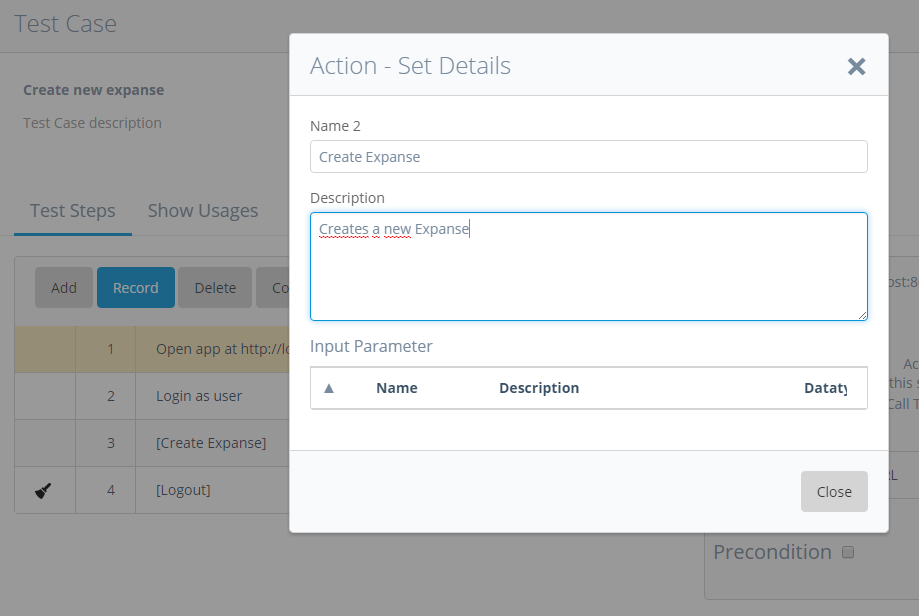 Test Case
Create new expanse
Test Case description
Test Steps Show Usages
Add Record Delete Co
1 Open app at http://lo
2 Login as user
3 [Create Expanse]
4 [Logout]
Action - Set Details
Name 2
Create Expanse
Description
Creates a new Expanse
Input Parameter
Name Description Dataty
Close
ost:8
Ac
this s
Call T
RL
Precondition